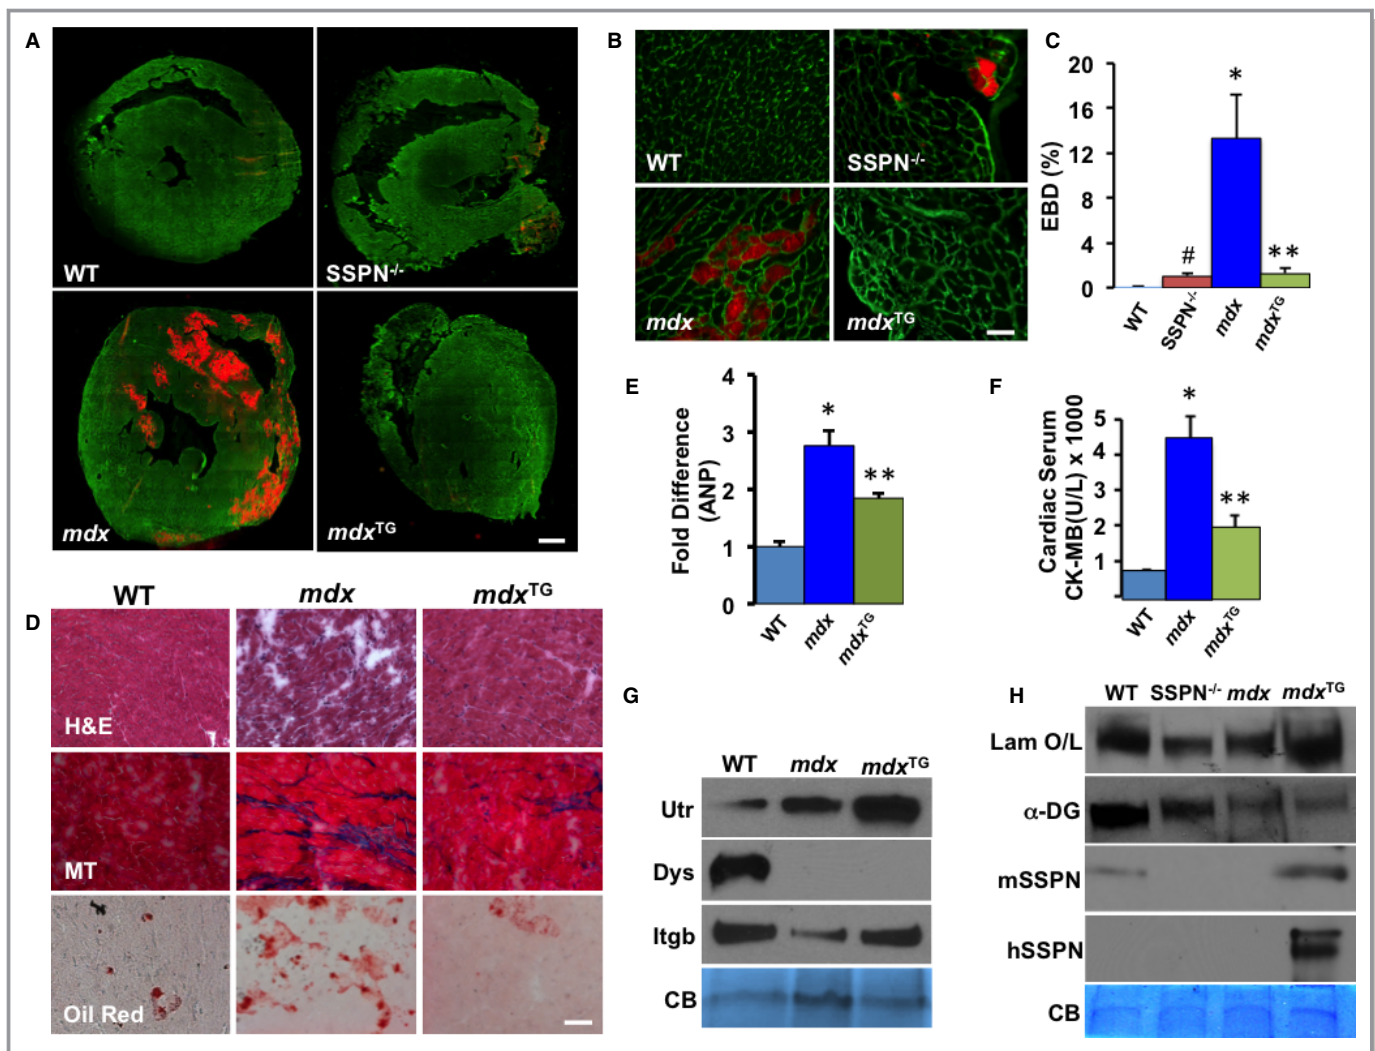 A
WT
SSPN-/-
mdx
mdxTG
B
WT
SSPN-/-
mdx
mdxTG
C
EBD (%)
20
16
12
8
4
0
#
*
**
WT
SSPN-/-
mdx
mdxTG
D
WT mdx mdxTG
H&E
MT
Oil Red
E
Fold Difference
(ANP)
4
3
2
1
0
*
**
WT
mdx
mdxTG
F
Cardiac Serum
CK-MB(U/L) x 1000
5
4
3
2
1
*
**
WT
mdx
mdxTG
G
WT mdx mdxTG
Utr
Dys
Itgb
CB
H
WT SSPN-/- mdx mdxTG
Lam O/L
α-DG
mSSPN
hSSPN
CB